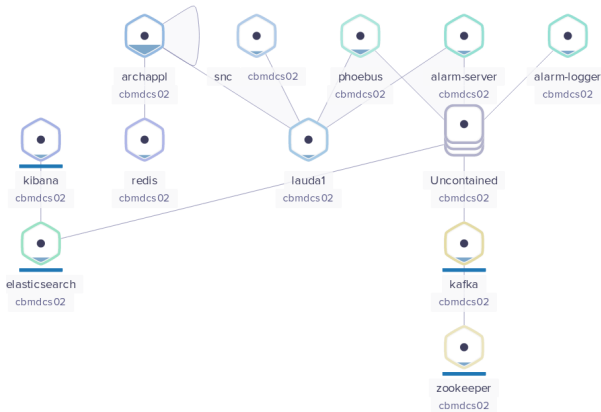 archappl
cbmdcs02
snc
cbmdcs02
phoebus
cbmdcs02
alarm-server
cbmdcs02
alarm-logger
cbmdcs02
kibana
cbmdcs02
redis
cbmdcs02
lauda1
cbmdcs02
Uncontained
cbmdcs02
elasticsearch
cbmdcs02
kafka
cbmdcs02
zookeeper
cbmdcs02